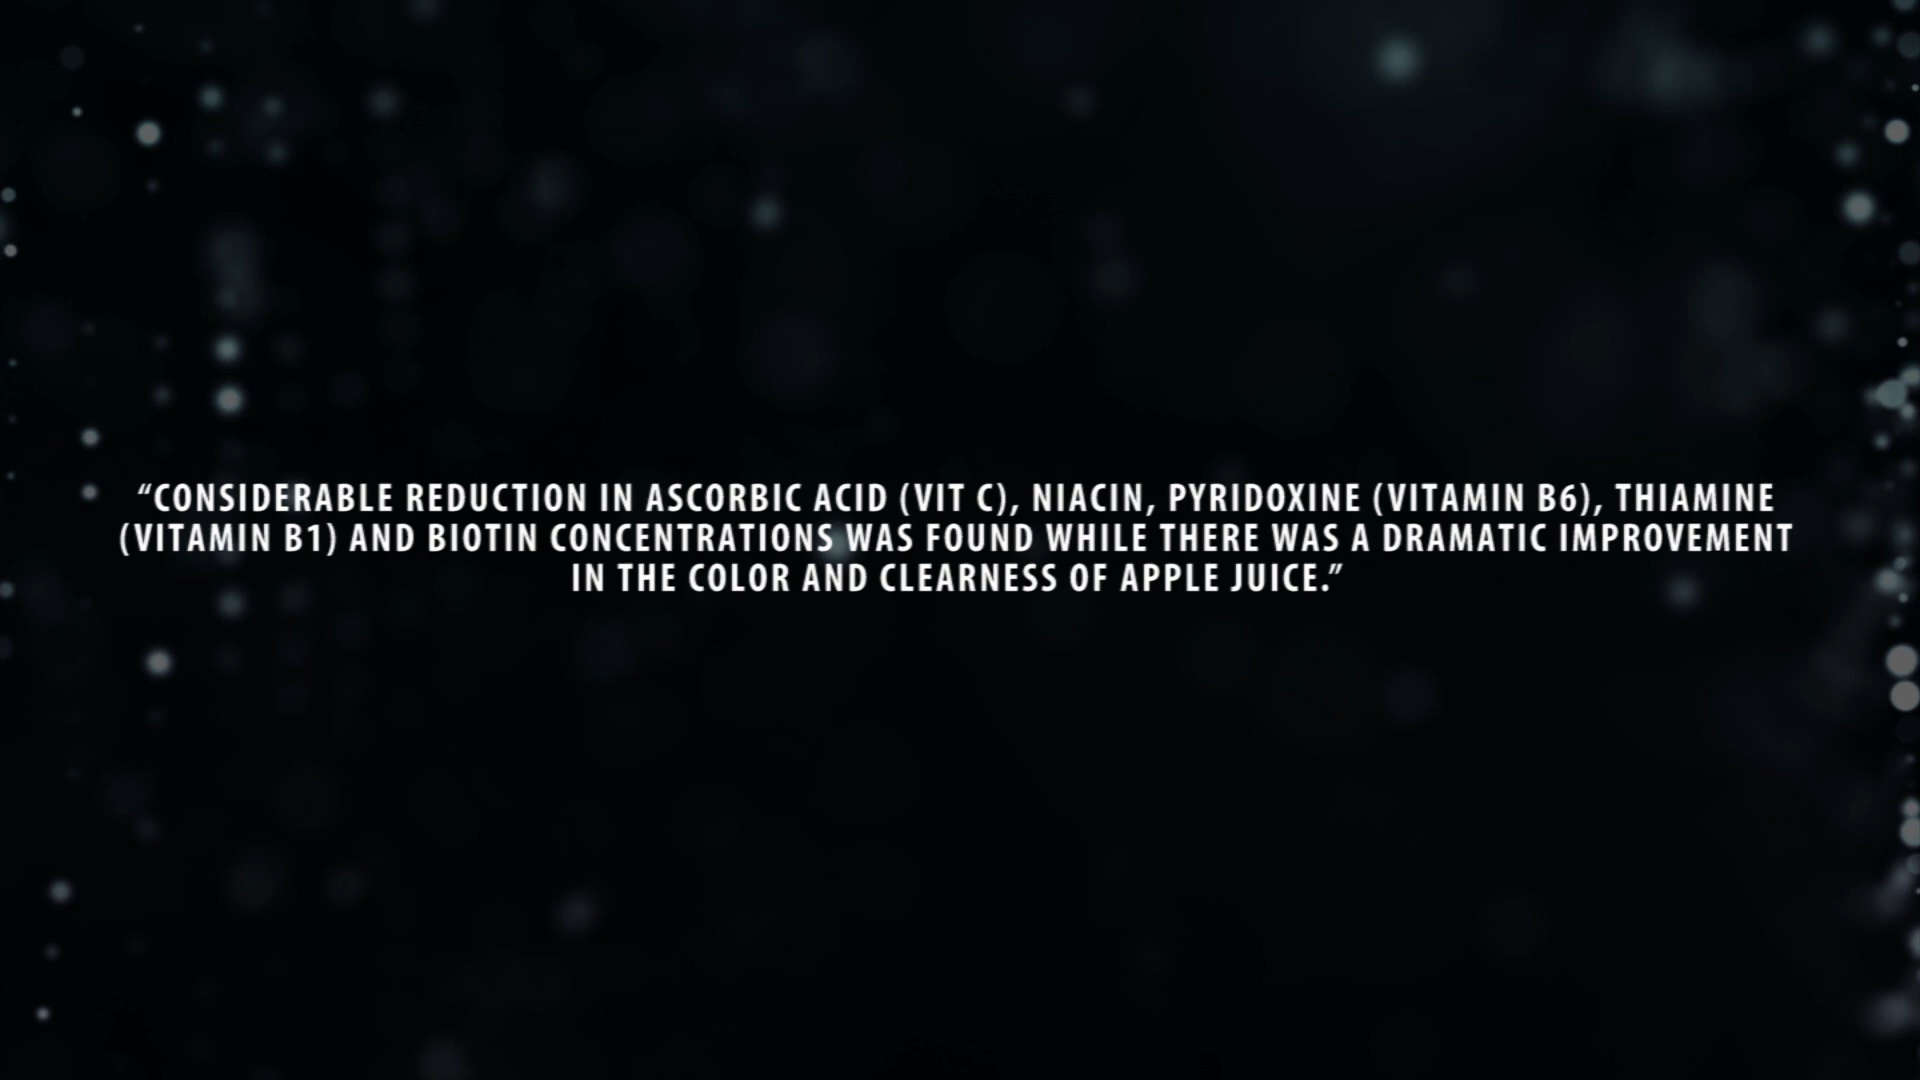 “CONSIDERABLE REDUCTION IN ASCORBIC ACID (VIT C), NIACIN, PYRIDOXINE (VITAMIN B6), THIAMINE
(VITAMIN B1) AND BIOTIN CONCENTRATIONS WAS FOUND WHILE THERE WAS A DRAMATIC IMPROVEMENT
IN THE COLOR AND CLEARNESS OF APPLE JUICE.”